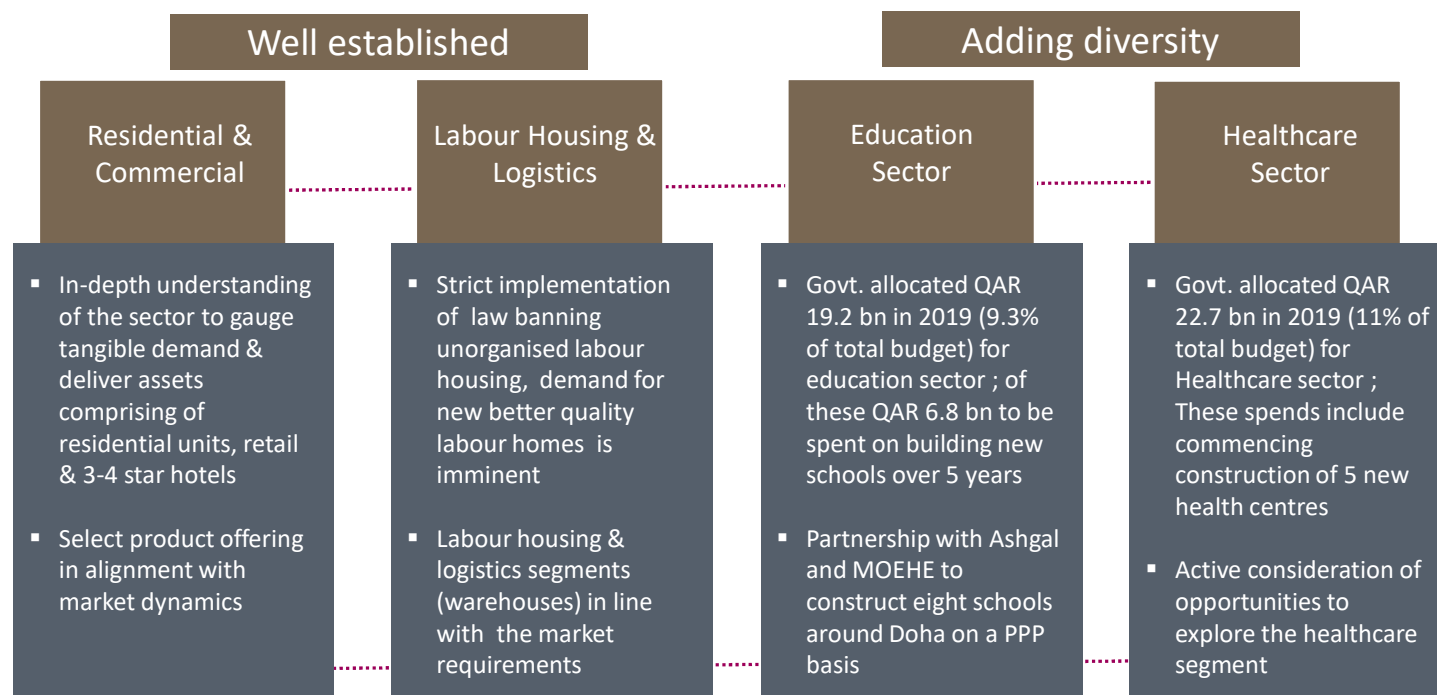 Well established
Adding diversity
Residential &
Commercial
Labour Housing &
Logistics
Education
Sector
Healthcare
Sector
▪ In-depth understanding
of the sector to gauge
tangible demand &
deliver assets
comprising of
residential units, retail
& 3-4 star hotels
▪ Select product offering
in alignment with
market dynamics
▪ Strict implementation
of law banning
unorganised labour
housing, demand for
new better quality
labour homes is
imminent
▪ Labour housing &
logistics segments
(warehouses) in line
with the market
requirements
▪ Govt. allocated QAR
19.2 bn in 2019 (9.3%
of total budget) for
education sector ; of
these QAR 6.8 bn to be
spent on building new
schools over 5 years
▪ Partnership with Ashgal
and MOEHE to
construct eight schools
around Doha on a PPP
basis
▪ Govt. allocated QAR
22.7 bn in 2019 (11% of
total budget) for
Healthcare sector ;
These spends include
commencing
construction of 5 new
health centres
▪ Active consideration of
opportunities to
explore the healthcare
segment